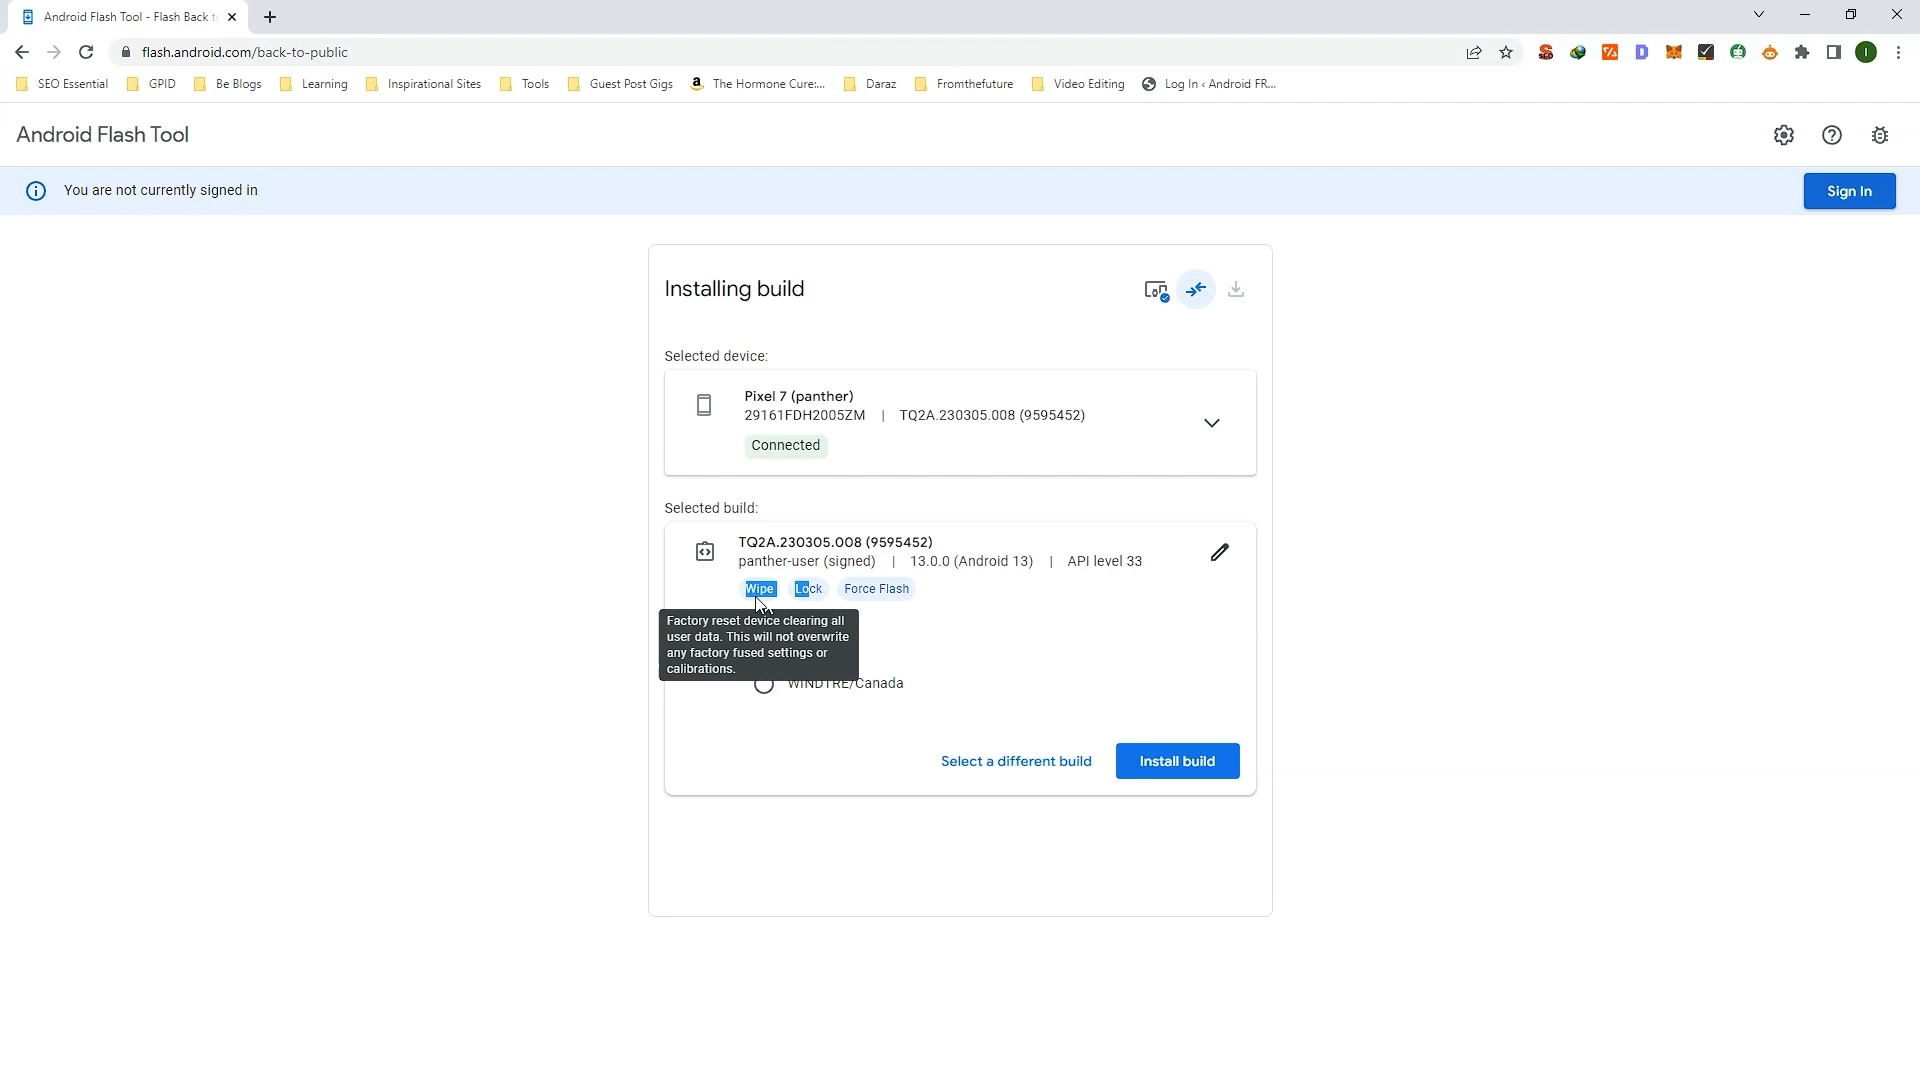 Android Flash Tool - Flash Back t
flash.android.com/back-to-public
SEO Essential GPID Be Blogs Learning Inspirational Sites Tools Guest Post Gigs The Hormone Cure:... Daraz Fromthefuture Video Editing Log In ‹ Android FR...
Android Flash Tool
You are not currently signed in
Sign In
Installing build
Selected device:
Pixel 7 (panther)
29161FDH2005ZM | TQ2A.230305.008 (9595452)
Connected
Selected build:
TQ2A.230305.008 (9595452)
panther-user (signed) | 13.0.0 (Android 13) | API level 33
Wipe Lock Force Flash
Factory reset device clearing all
user data. This will not overwrite
any factory fused settings or
calibrations.
WINDTRE/Canada
Select a different build Install build